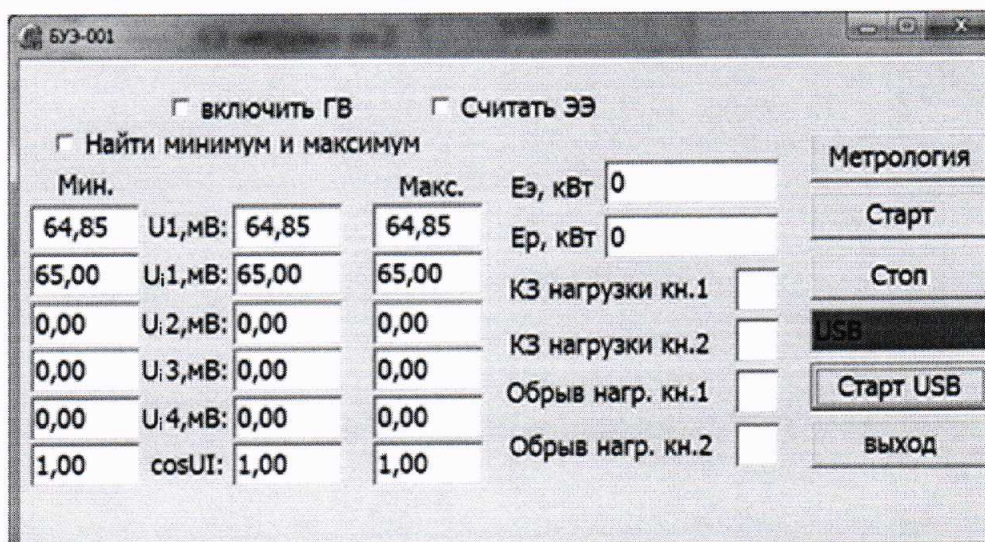 БУЭ-001
включить ГВ Считать ЭЭ
Найти минимум и максимум
Мин. Макс.
64,85 U1,мВ: 64,85 64,85
65,00 Ui1,мВ: 65,00 65,00
0,00 Ui2,мВ: 0,00 0,00
0,00 Ui3,мВ: 0,00 0,00
0,00 Ui4,мВ: 0,00 0,00
1,00 cosUI: 1,00 1,00
Еэ, кВт 0
Ер, кВт 0
КЗ нагрузки кн.1
КЗ нагрузки кн.2
Обрыв нагр. кн.1
Обрыв нагр. кн.2
Метрология
Старт
Стоп
USB
Старт USB
выход